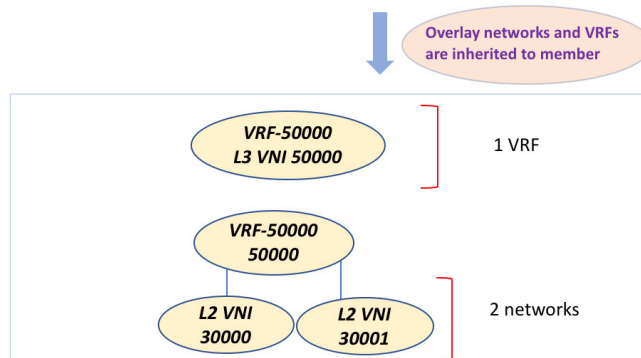 Overlay networks and VRFs
are inherited to member
VRF-50000
L3 VNI 50000
1 VRF
VRF-50000
50000
L2 VNI
30000
L2 VNI
30001
2 networks